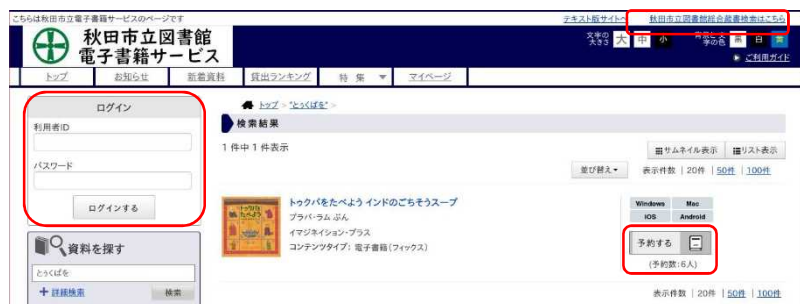 こちらは秋田市立電子書籍サービスのページです
テキスト版サイトへ 秋田市立図書館総合蔵書検索はこちら
秋田市立図書館
電子書籍サービス
文字の大きさ 大 中 小 背景と文字の色 黒 白 青
ご利用ガイド
トップ お知らせ 新着資料 貸出ランキング 特集 ▼ マイページ
ログイン
利用者ID
パスワード
ログインする
資料を探す
とぅくぱを
+ 詳細検索 検索
トップ > "とぅくぱを" >
検索結果
1 件中 1 件表示
サムネイル表示 リスト表示
並び替え▼ 表示件数 | 20件 | 50件 | 100件
トゥクパをたべよう インドのごちそうスープ
プラバ・ラム ぶん
イマジネイション・プラス
コンテンツタイプ: 電子書籍(フィックス)
Windows Mac
iOS Android
予約する
(予約数:6人)
表示件数 | 20件 | 50件 | 100件